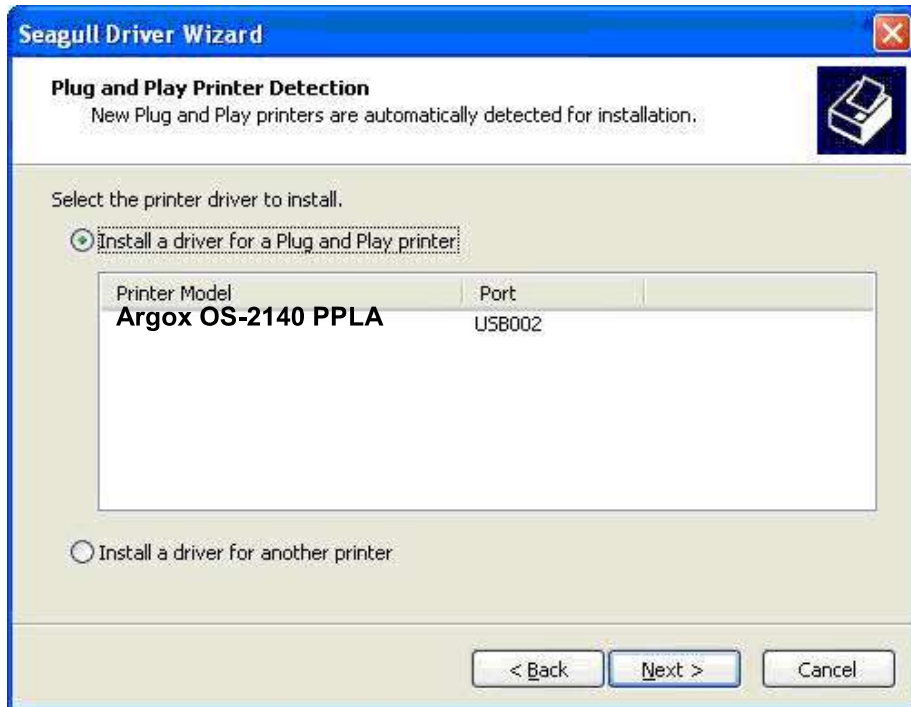 Seagull Driver Wizard
Plug and Play Printer Detection
New Plug and Play printers are automatically detected for installation.
Select the printer driver to install.
Install a driver for a Plug and Play printer
Printer Model Port
Argox OS-2140 PPLA USB002
Install a driver for another printer
< Back Next > Cancel